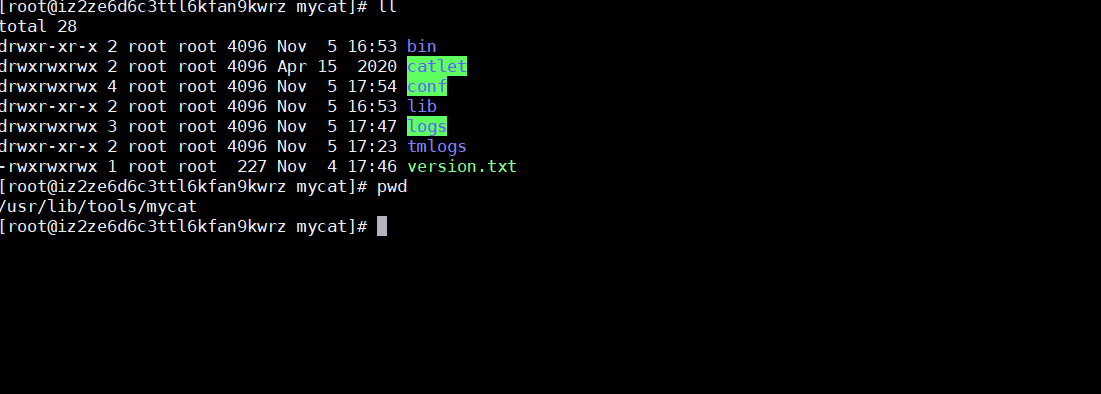 [root@iz2ze6d6c3ttl6kfan9kwrz mycat]# ll
total 28
drwxr-xr-x 2 root root 4096 Nov  5 16:53 bin
drwxrwxrwx 2 root root 4096 Apr 15  2020 catlet
drwxrwxrwx 4 root root 4096 Nov  5 17:54 conf
drwxr-xr-x 2 root root 4096 Nov  5 16:53 lib
drwxrwxrwx 3 root root 4096 Nov  5 17:47 logs
drwxr-xr-x 2 root root 4096 Nov  5 17:23 tmlogs
-rwxrwxrwx 1 root root  227 Nov  4 17:46 version.txt
[root@iz2ze6d6c3ttl6kfan9kwrz mycat]# pwd
/usr/lib/tools/mycat
[root@iz2ze6d6c3ttl6kfan9kwrz mycat]#